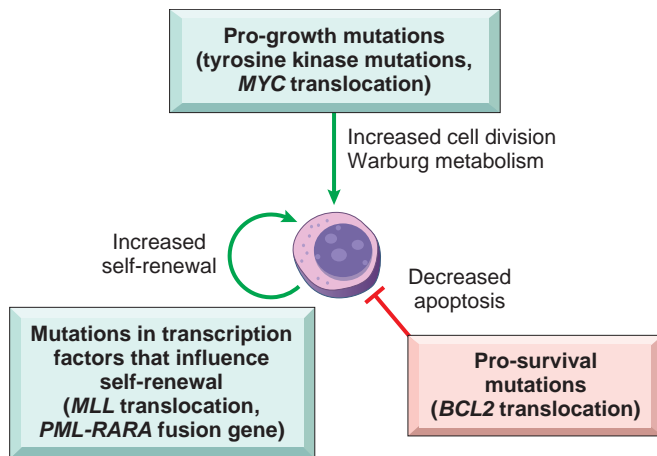 Pro-growth mutations
(tyrosine kinase mutations,
MYC translocation)
Increased cell division
Warburg metabolism
Increased
self-renewal
Decreased
apoptosis
Mutations in transcription
factors that influence
self-renewal
(MLL translocation,
PML-RARA fusion gene)
Pro-survival
mutations
(BCL2 translocation)